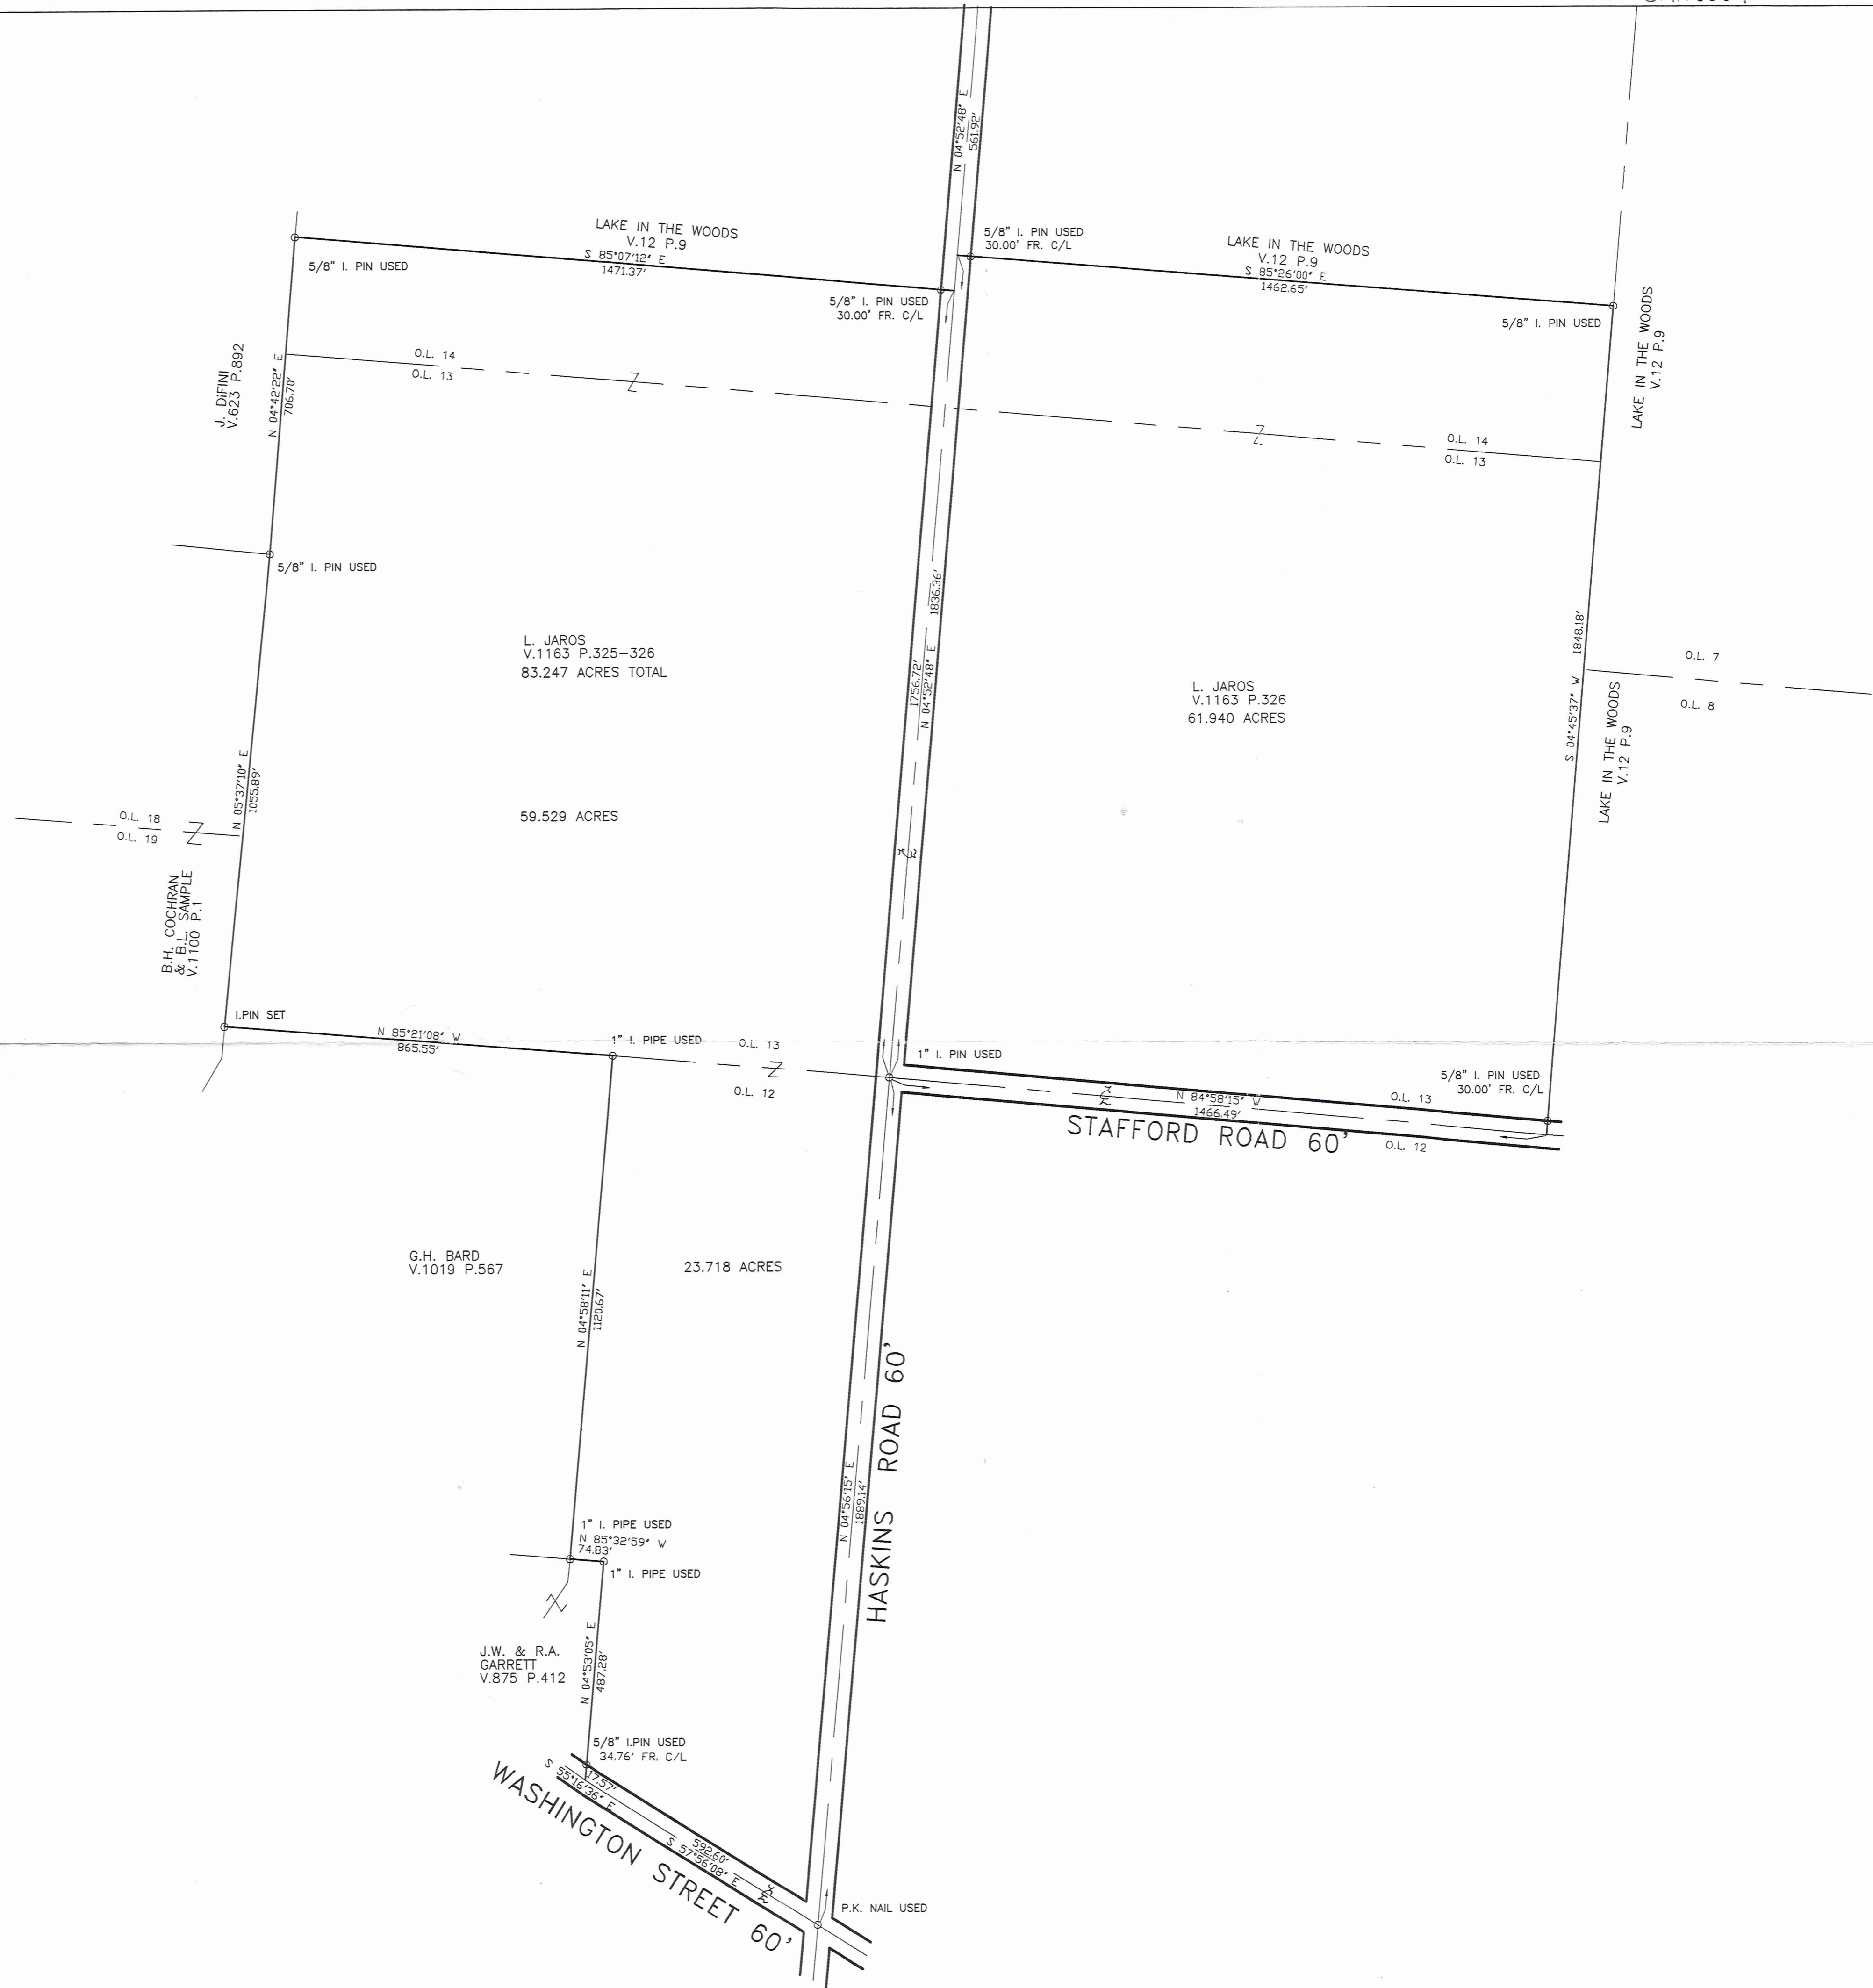 N 04°52'48" E
561.92'
LAKE IN THE WOODS
V.12 P.9
S 85°07'12" E
1471.37'
5/8" I. PIN USED
5/8" I. PIN USED
30.00' FR. C/L
5/8" I. PIN USED
30.00' FR. C/L
LAKE IN THE WOODS
V.12 P.9
S 85°26'00" E
1462.65'
5/8" I. PIN USED
LAKE IN THE WOODS
V.12 P.9
J. DiFINI
V.623 P.892
N 04°42'22" E
706.70'
O.L. 14
O.L. 13
O.L. 14
O.L. 13
5/8" I. PIN USED
L. JAROS
V.1163 P.325-326
83.247 ACRES TOTAL
1836.36'
1756.72'
N 04°52'48" E
L. JAROS
V.1163 P.326
61.940 ACRES
1848.18'
S 04°45'37" W
O.L. 7
O.L. 8
LAKE IN THE WOODS
V.12 P.9
N 05°37'10" E
1055.89'
59.529 ACRES
O.L. 18
O.L. 19
B.H. COCHRAN
& B.L. SAMPLE
V.1100 P.1
I.PIN SET
N 85°21'08" W
865.55'
1" I. PIPE USED
O.L. 13
O.L. 12
1" I. PIN USED
5/8" I. PIN USED
30.00' FR. C/L
N 84°58'15" W
1466.49'
O.L. 13
O.L. 12
STAFFORD ROAD 60'
G.H. BARD
V.1019 P.567
23.718 ACRES
N 04°58'11" E
1120.67'
HASKINS ROAD 60'
N 04°56'15" E
1889.14'
1" I. PIPE USED
N 85°32'59" W
74.83'
1" I. PIPE USED
J.W. & R.A.
GARRETT
V.875 P.412
N 04°53'05" E
487.28'
5/8" I.PIN USED
34.76' FR. C/L
17.57'
S 55°16'36" E
592.60'
S 57°56'08" E
WASHINGTON STREET 60'
P.K. NAIL USED